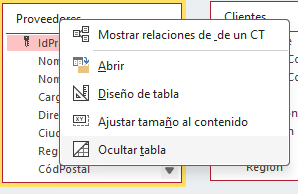 Proveedores
Clientes
IdPr
Mostrar relaciones de _de un CT
Nom
Abrir
Nom
Carg
Diseño de tabla
Dire
Ajustar tamaño al contenido
Ciu
Reg
Ocultar tabla
CódPostal
Región